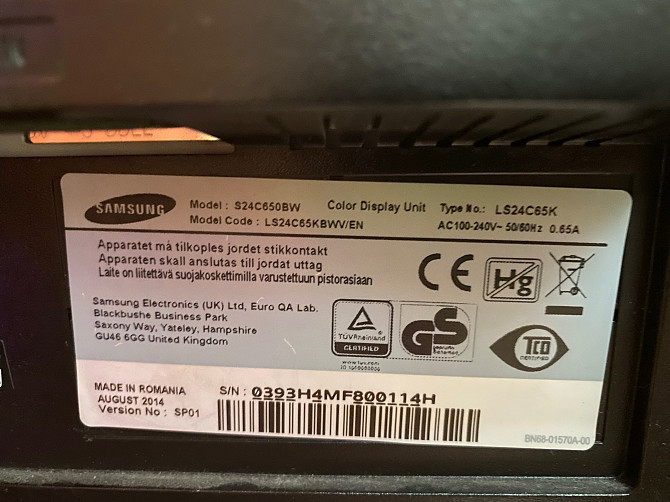 SAMSUNG
Model : S24C650BW Color Display Unit Type No.: LS24C65K
Model Code : LS24C65KBWV/EN AC100-240V~ 50/60Hz 0.65A
Apparatet må tilkoples jordet stikkontakt
Apparaten skall anslutas till jordat uttag
Laite on liitettävä suojakoskettimilla varustettuun pistorasiaan
CE Hg
Samsung Electronics (UK) Ltd, Euro QA Lab.
Blackbushe Business Park
Saxony Way, Yateley, Hampshire
GU46 6GG United Kingdom
TÜVRheinland
CERTIFIED
GS
geprüfte
Sicherheit
TCO
CERTIFIED
MADE IN ROMANIA
AUGUST 2014
Version No : SP01
S/N : 0393H4MF800114H
BN68-01570A-00